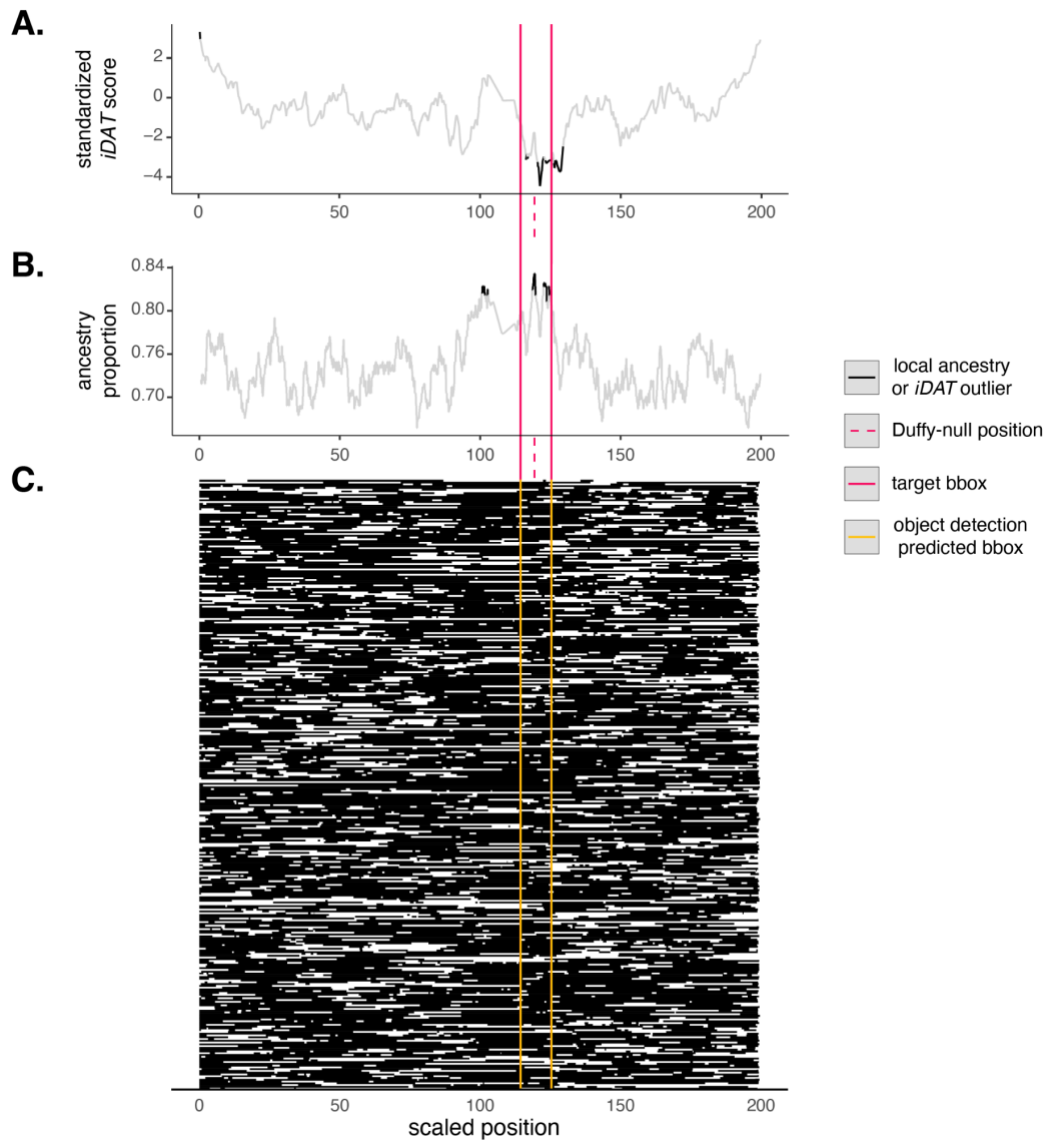 A.
standardized
iDAT score
2
0
−2
−4
0 50 100 150 200
B.
ancestry
proportion
0.84
0.80
0.76
0.70
0 50 100 150 200
local ancestry
or iDAT outlier
Duffy-null position
target bbox
object detection
predicted bbox
C.
0 50 100 150 200
scaled position